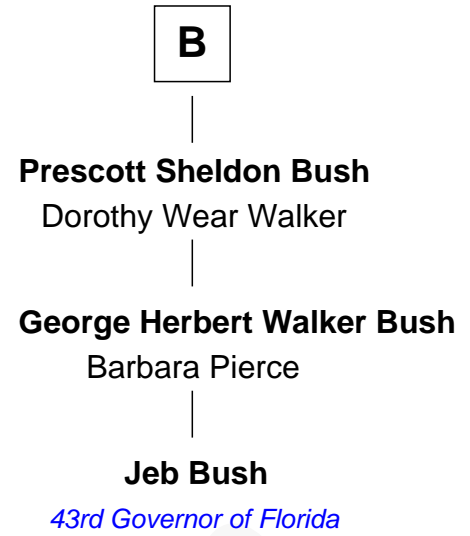 B
Prescott Sheldon Bush
Dorothy Wear Walker
George Herbert Walker Bush
Barbara Pierce
Jeb Bush
43rd Governor of Florida